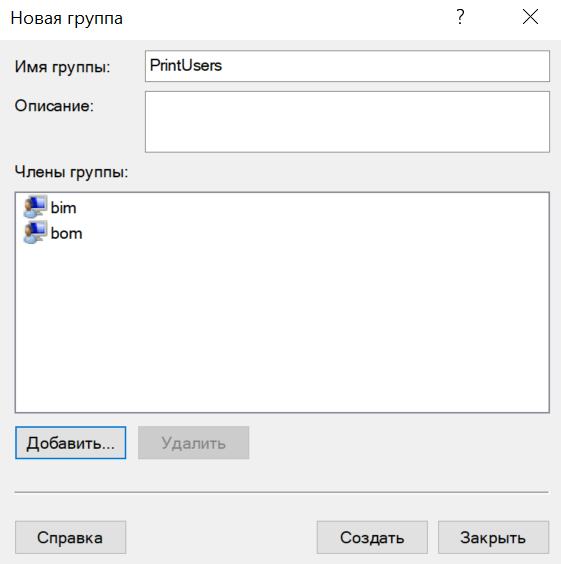 Новая группа
?
Имя группы: PrintUsers
Описание:
Члены группы:
bim
bom
Добавить... Удалить
Справка Создать Закрыть